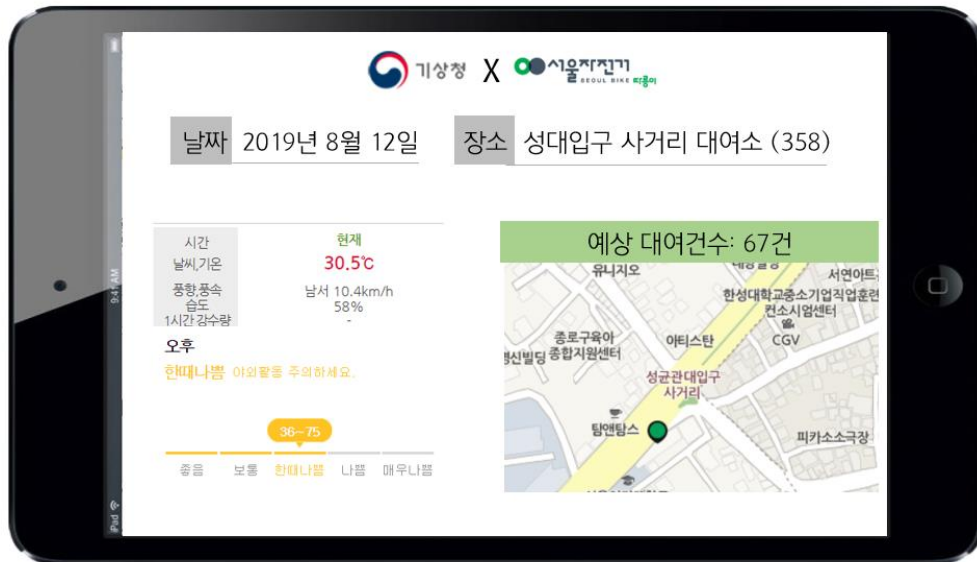 기상청 X 서울자전거
SEOUL BIKE 따릉이
날짜 2019년 8월 12일 장소 성대입구 사거리 대여소 (358)
시간 현재
날씨,기온 30.5℃
풍향,풍속 남서 10.4km/h
습도 58%
1시간 강수량 -
오후
한때나쁨 야외활동 주의하세요.
36~75
좋음 보통 한때나쁨 나쁨 매우나쁨
예상 대여건수: 67건
유니지오
서연아트
한성대학교중소기업직업훈련
컨소시엄센터
CGV
종로구육아
종합지원센터
명신빌딩
아티스탄
성균관대입구
사거리
탐앤탐스
피카소소극장
9:41 AM
iPad